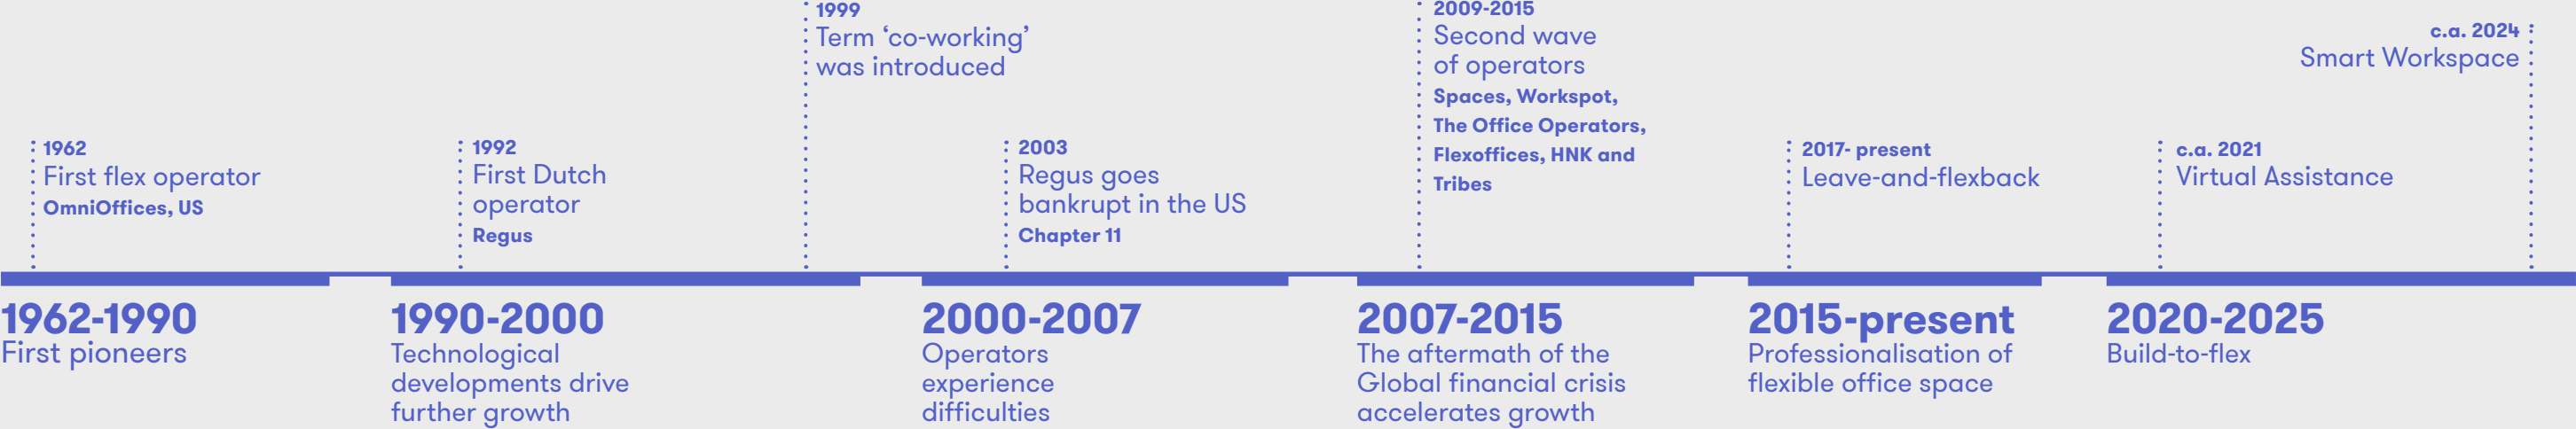 1999
Term ‘co-working’
was introduced
2009-2015
Second wave
of operators
Spaces, Workspot,
The Office Operators,
Flexoffices, HNK and
Tribes
c.a. 2024
Smart Workspace
1962
First flex operator
OmniOffices, US
1992
First Dutch
operator
Regus
2003
Regus goes
bankrupt in the US
Chapter 11
2017- present
Leave-and-flexback
c.a. 2021
Virtual Assistance
1962-1990
First pioneers
1990-2000
Technological
developments drive
further growth
2000-2007
Operators
experience
difficulties
2007-2015
The aftermath of the
Global financial crisis
accelerates growth
2015-present
Professionalisation of
flexible office space
2020-2025
Build-to-flex